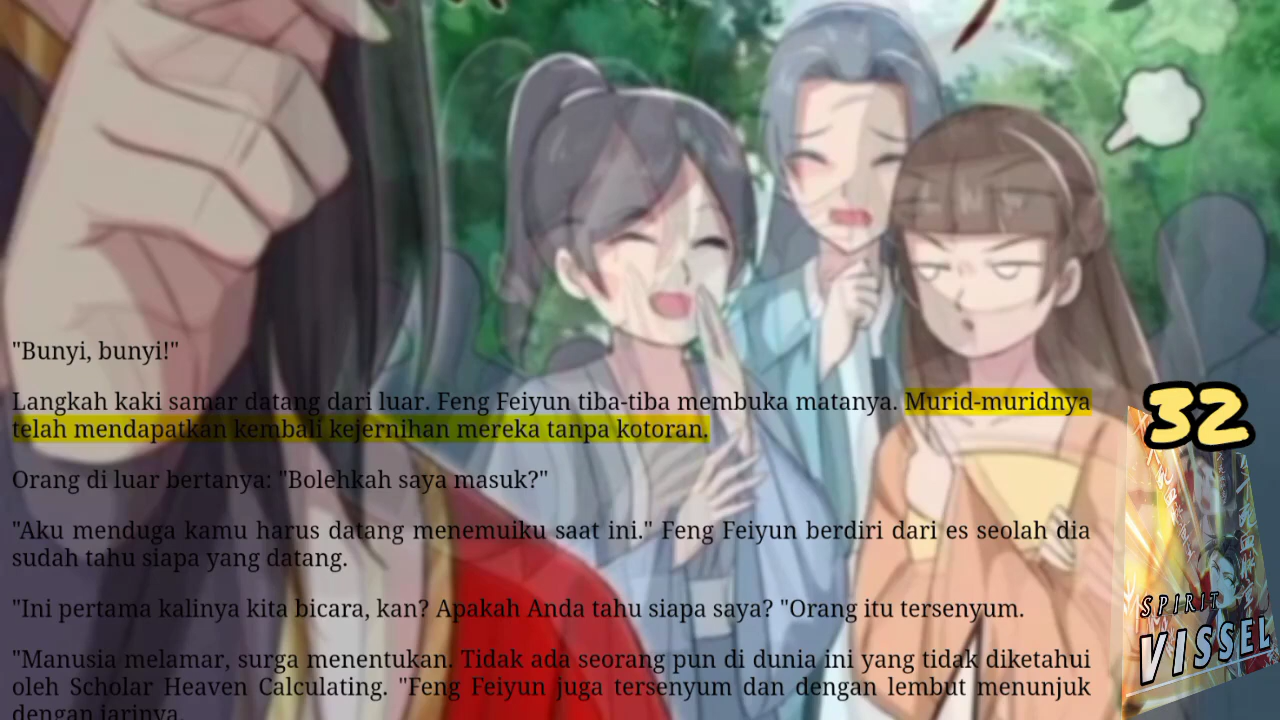 "Bunyi, bunyi!"
Langkah kaki samar datang dari luar. Feng Feiyun tiba-tiba membuka matanya. Murid-muridnya
telah mendapatkan kembali kejernihan mereka tanpa kotoran.
Orang di luar bertanya: "Bolehkah saya masuk?"
"Aku menduga kamu harus datang menemuiku saat ini." Feng Feiyun berdiri dari es seolah dia
sudah tahu siapa yang datang.
"Ini pertama kalinya kita bicara, kan? Apakah Anda tahu siapa saya? "Orang itu tersenyum.
"Manusia melamar, surga menentukan. Tidak ada seorang pun di dunia ini yang tidak diketahui
oleh Scholar Heaven Calculating. "Feng Feiyun juga tersenyum dan dengan lembut menunjuk
dengan jarinya.
32
SPIRIT
VISSEL